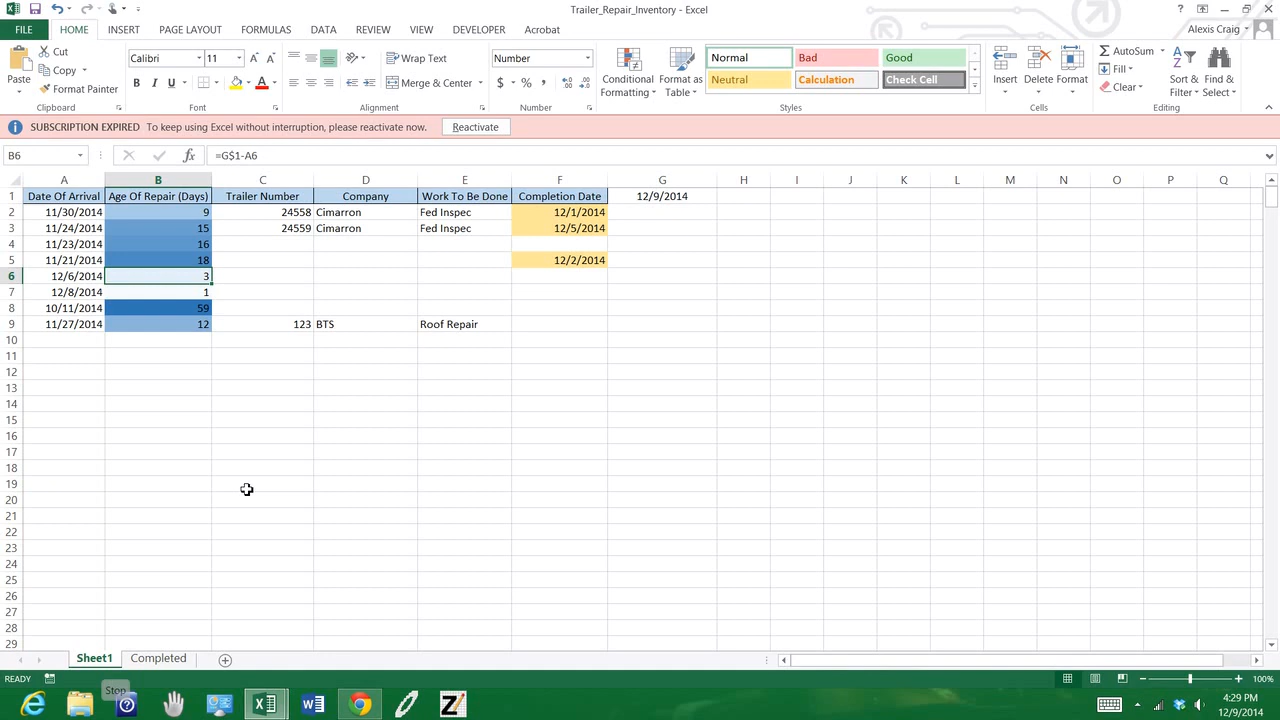 Trailer_Repair_Inventory - Excel
FILE HOME INSERT PAGE LAYOUT FORMULAS DATA REVIEW VIEW DEVELOPER Acrobat Alexis Craig
Paste Cut Copy Format Painter
Clipboard
Calibri 11
B I U
Font
Wrap Text
Merge & Center
Alignment
Number
$ % ,
Number
Conditional Formatting Format as Table
Normal Bad Good
Neutral Calculation Check Cell
Styles
Insert Delete Format
Cells
AutoSum
Fill
Clear
Sort & Filter Find & Select
Editing
SUBSCRIPTION EXPIRED To keep using Excel without interruption, please reactivate now. Reactivate
B6 fx =G$1-A6
A B C D E F G H I J K L M N O P Q
1 Date Of Arrival Age Of Repair (Days) Trailer Number Company Work To Be Done Completion Date 12/9/2014
2 11/30/2014 9 24558 Cimarron Fed Inspec 12/1/2014
3 11/24/2014 15 24559 Cimarron Fed Inspec 12/5/2014
4 11/23/2014 16
5 11/21/2014 18 12/2/2014
6 12/6/2014 3
7 12/8/2014 1
8 10/11/2014 59
9 11/27/2014 12 123 BTS Roof Repair
10
11
12
13
14
15
16
17
18
19
20
21
22
23
24
25
26
27
28
29
Sheet1 Completed
READY 100%
Stop
4:29 PM
12/9/2014